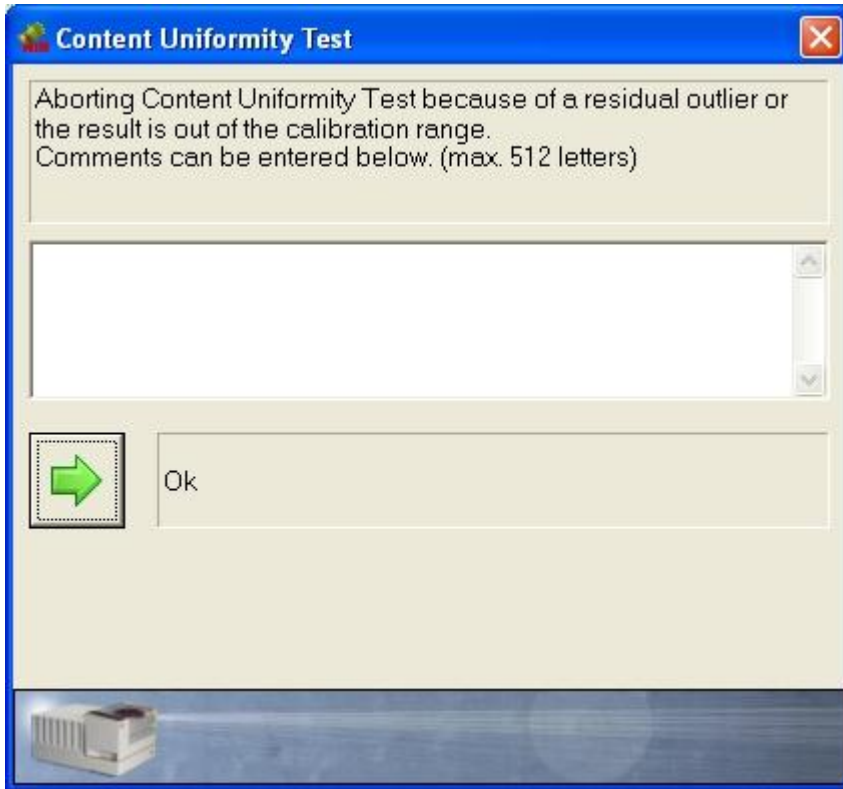 Content Uniformity Test
Aborting Content Uniformity Test because of a residual outlier or
the result is out of the calibration range.
Comments can be entered below. (max. 512 letters)
Ok